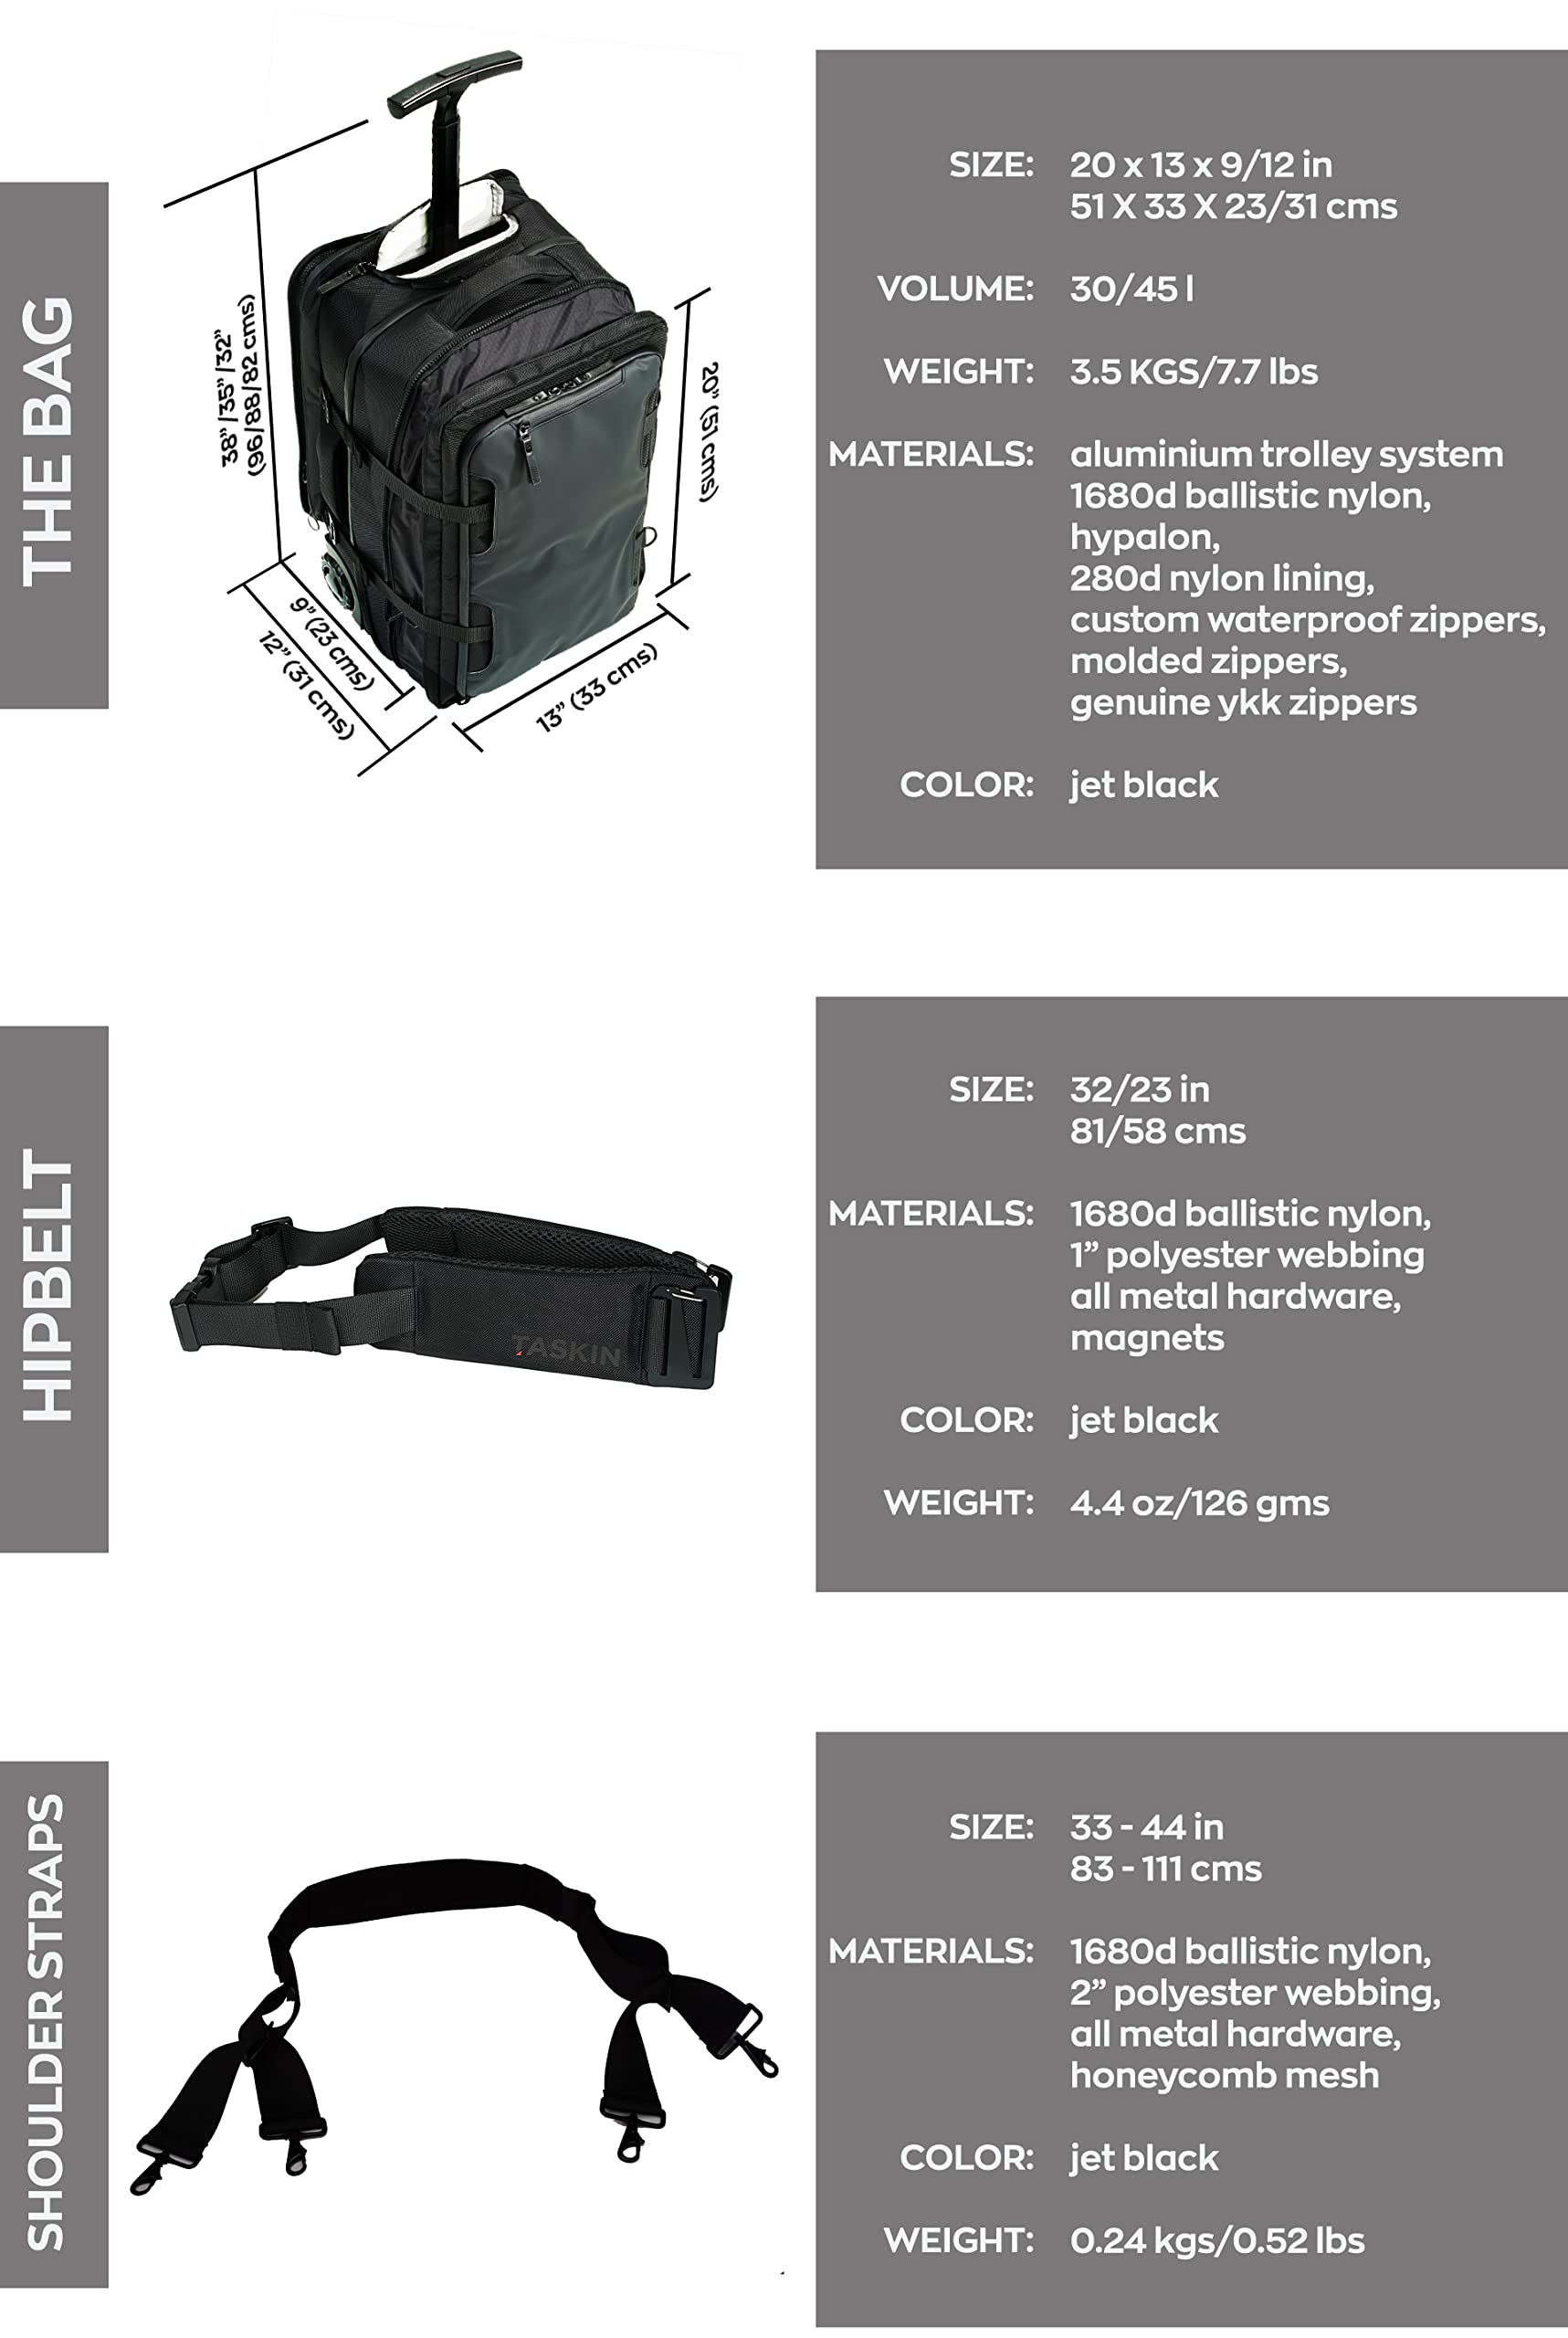 THE BAG
38” /35” /32”
(96/88/82 cms)
20” (51 cms)
9” (23 cms)
12” (31 cms)
13” (33 cms)
SIZE: 20 x 13 x 9/12 in
51 X 33 X 23/31 cms
VOLUME: 30/45 l
WEIGHT: 3.5 KGS/7.7 lbs
MATERIALS: aluminium trolley system
1680d ballistic nylon,
hypalon,
280d nylon lining,
custom waterproof zippers,
molded zippers,
genuine ykk zippers
COLOR: jet black
HIPBELT
TASKIN
SIZE: 32/23 in
81/58 cms
MATERIALS: 1680d ballistic nylon,
1” polyester webbing
all metal hardware,
magnets
COLOR: jet black
WEIGHT: 4.4 oz/126 gms
SHOULDER STRAPS
SIZE: 33 - 44 in
83 - 111 cms
MATERIALS: 1680d ballistic nylon,
2” polyester webbing,
all metal hardware,
honeycomb mesh
COLOR: jet black
WEIGHT: 0.24 kgs/0.52 lbs